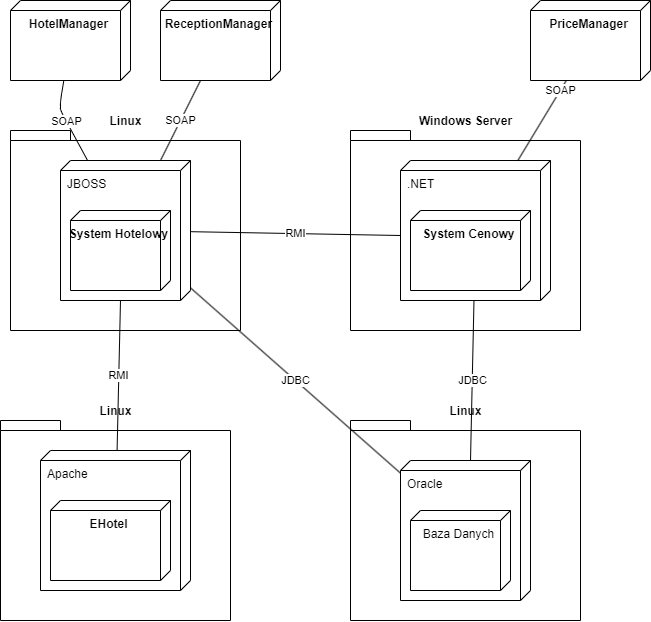 HotelManager
ReceptionManager
PriceManager
SOAP
SOAP
SOAP
Linux
Windows Server
JBOSS
.NET
System Hotelowy
System Cenowy
RMI
RMI
JDBC
JDBC
Linux
Linux
Apache
Oracle
EHotel
Baza Danych